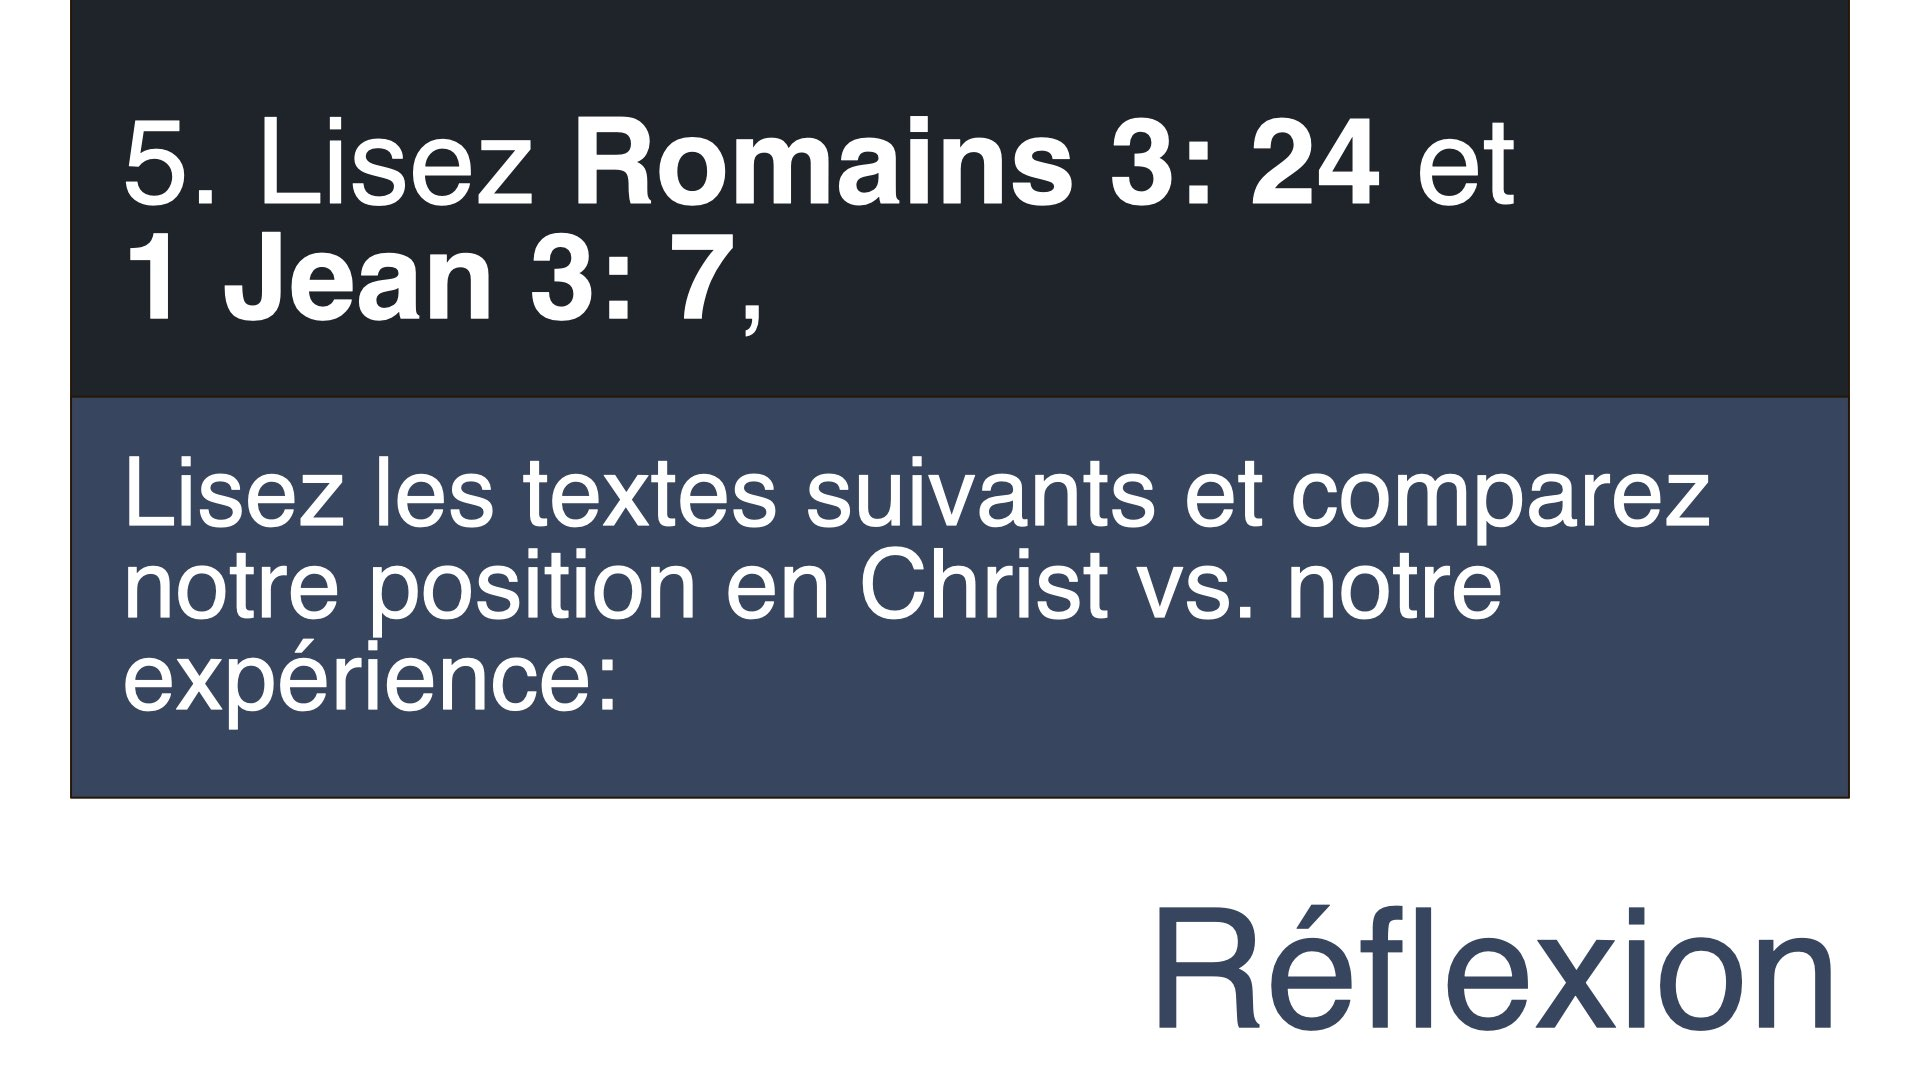 5. Lisez Romains 3: 24 et
1 Jean 3: 7,
Lisez les textes suivants et comparez
notre position en Christ vs. notre
expérience:
Réflexion